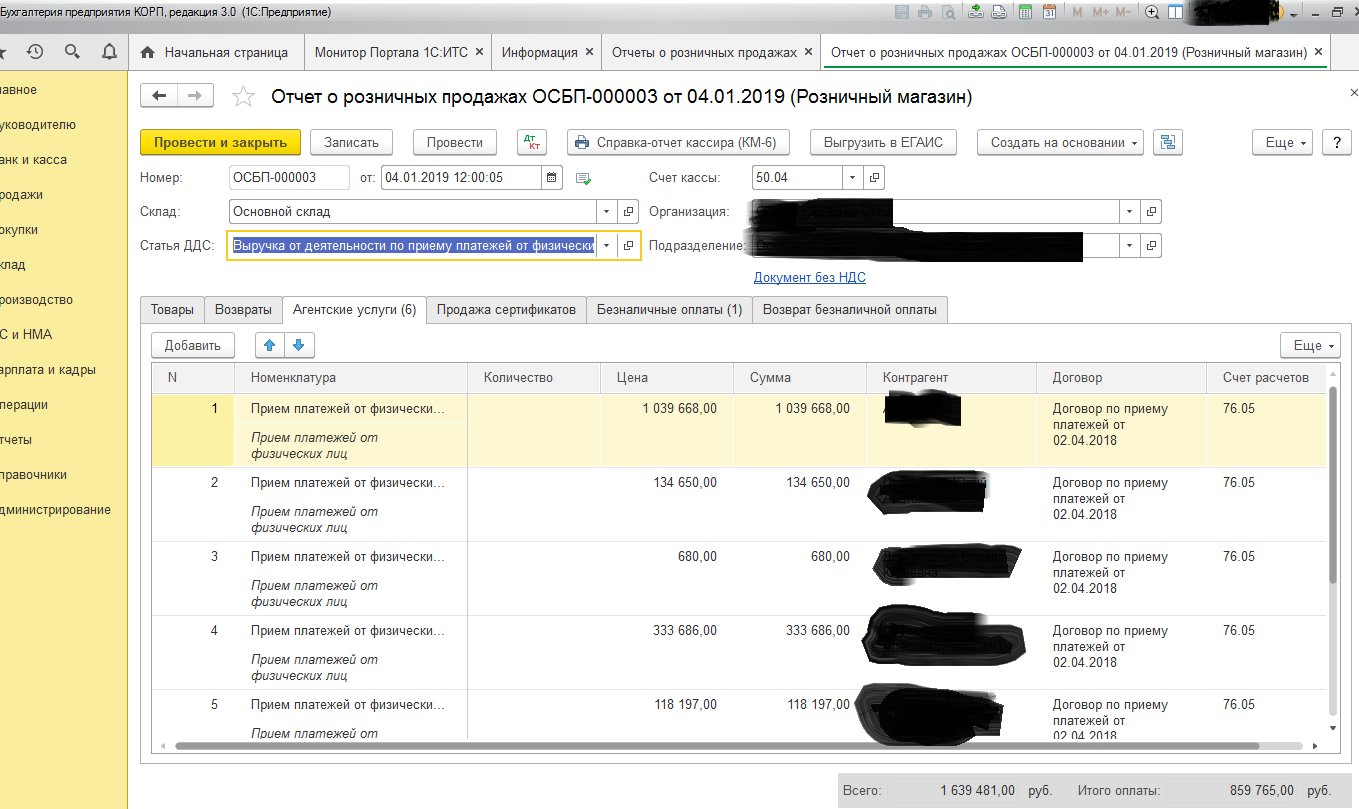 Бухгалтерия предприятия КОРП, редакция 3.0 (1С:Предприятие)
M M+ M-
Начальная страница
Монитор Портала 1С:ИТС ×
Информация ×
Отчеты о розничных продажах ×
Отчет о розничных продажах ОСБП-000003 от 04.01.2019 (Розничный магазин) ×
лавное
уководителю
анк и касса
родажи
окупки
клад
роизводство
С и НМА
арплата и кадры
перации
тчеты
правочники
дминистрирование
Отчет о розничных продажах ОСБП-000003 от 04.01.2019 (Розничный магазин)
Провести и закрыть Записать Провести Дт Кт Справка-отчет кассира (КМ-6) Выгрузить в ЕГАИС Создать на основании Еще ?
Номер: ОСБП-000003 от: 04.01.2019 12:00:05 Счет кассы: 50.04
Склад: Основной склад Организация:
Статья ДДС: Выручка от деятельности по приему платежей от физически Подразделение:
Документ без НДС
Товары Возвраты Агентские услуги (6) Продажа сертификатов Безналичные оплаты (1) Возврат безналичной оплаты
Добавить Еще
N Номенклатура Количество Цена Сумма Контрагент Договор Счет расчетов
1 Прием платежей от физически... 1 039 668,00 1 039 668,00 Договор по приему 76.05
платежей от
Прием платежей от
02.04.2018
физических лиц
2 Прием платежей от физически... 134 650,00 134 650,00 Договор по приему 76.05
платежей от
Прием платежей от
02.04.2018
физических лиц
3 Прием платежей от физически... 680,00 680,00 Договор по приему 76.05
платежей от
Прием платежей от
02.04.2018
физических лиц
4 Прием платежей от физически... 333 686,00 333 686,00 Договор по приему 76.05
платежей от
Прием платежей от
02.04.2018
физических лиц
5 Прием платежей от физически... 118 197,00 118 197,00 Договор по приему 76.05
платежей от
Прием платежей от
02.04.2018
Всего: 1 639 481,00 руб. Итого оплаты: 859 765,00 руб.